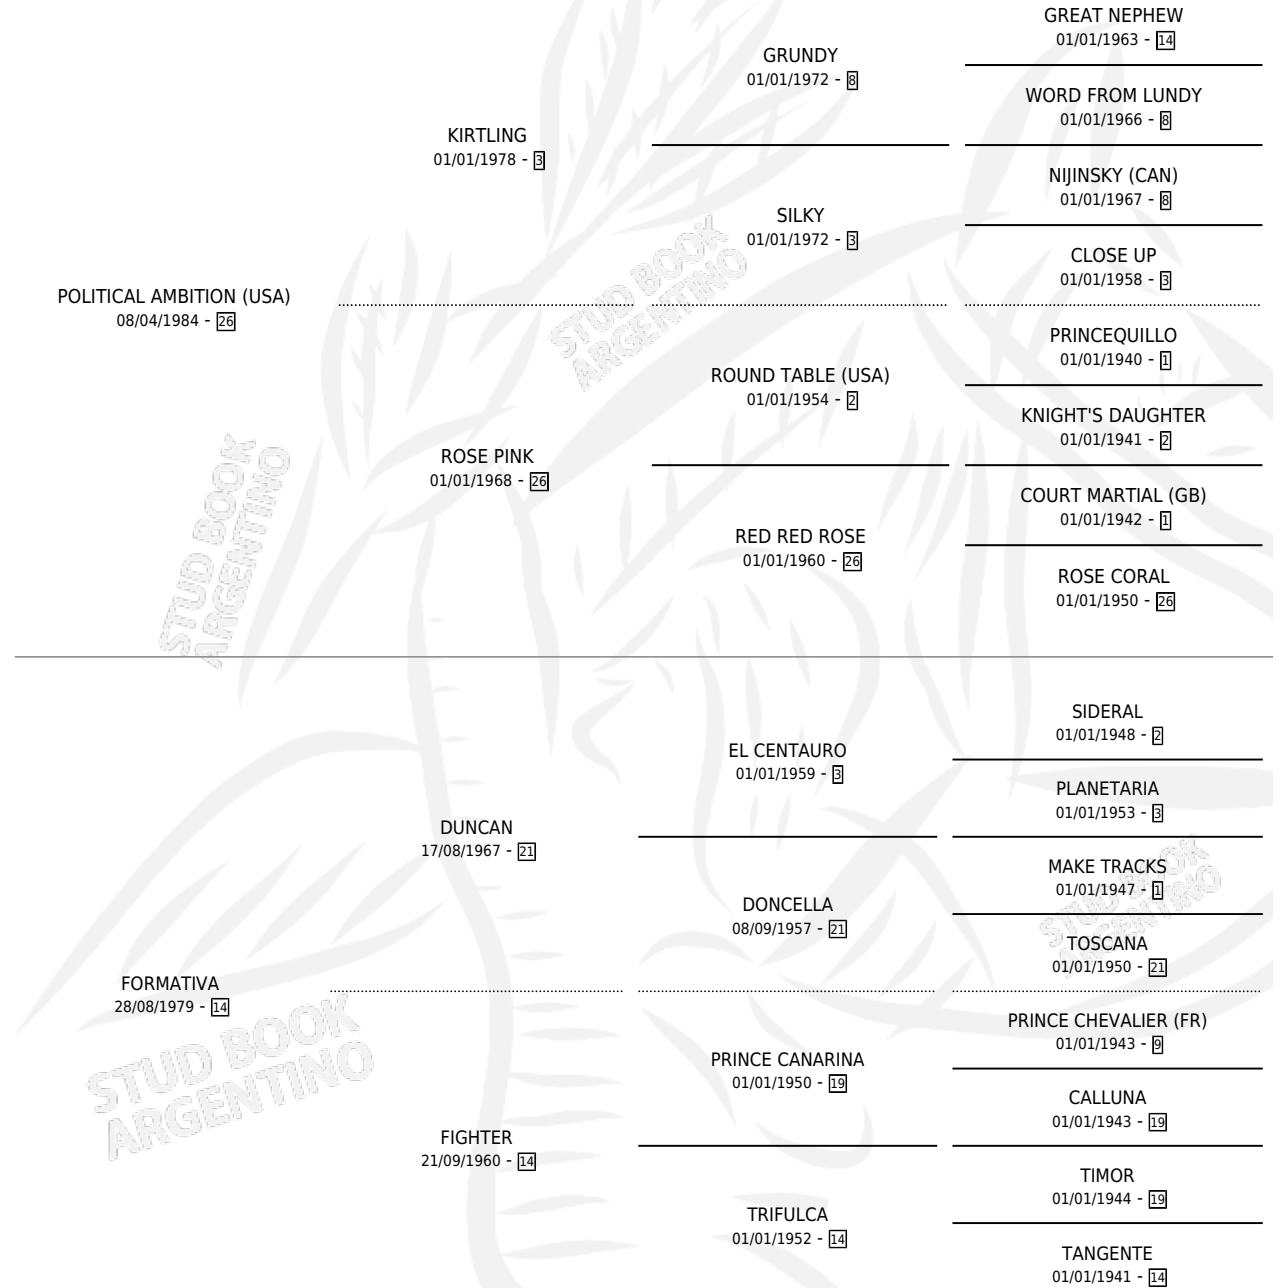 GREAT NEPHEW
01/01/1963 - 14
GRUNDY
01/01/1972 - 8
WORD FROM LUNDY
01/01/1966 - 8
KIRTLING
01/01/1978 - 3
NIJINSKY (CAN)
01/01/1967 - 8
SILKY
01/01/1972 - 3
CLOSE UP
01/01/1958 - 3
POLITICAL AMBITION (USA)
08/04/1984 - 26
PRINCEQUILLO
01/01/1940 - 1
ROUND TABLE (USA)
01/01/1954 - 2
KNIGHT'S DAUGHTER
01/01/1941 - 2
ROSE PINK
01/01/1968 - 26
COURT MARTIAL (GB)
01/01/1942 - 1
RED RED ROSE
01/01/1960 - 26
ROSE CORAL
01/01/1950 - 26
SIDERAL
01/01/1948 - 2
EL CENTAURO
01/01/1959 - 3
PLANETARIA
01/01/1953 - 3
DUNCAN
17/08/1967 - 21
MAKE TRACKS
01/01/1947 - 1
DONCELLA
08/09/1957 - 21
TOSCANA
01/01/1950 - 21
FORMATIVA
28/08/1979 - 14
PRINCE CHEVALIER (FR)
01/01/1943 - 9
PRINCE CANARINA
01/01/1950 - 19
CALLUNA
01/01/1943 - 19
FIGHTER
21/09/1960 - 14
TIMOR
01/01/1944 - 19
TRIFULCA
01/01/1952 - 14
TANGENTE
01/01/1941 - 14
STUD BOOK
ARGENTINO
STUD BOOK
ARGENTINO
STUD BOOK
ARGENTINO
STUD BOOK
ARGENTINO